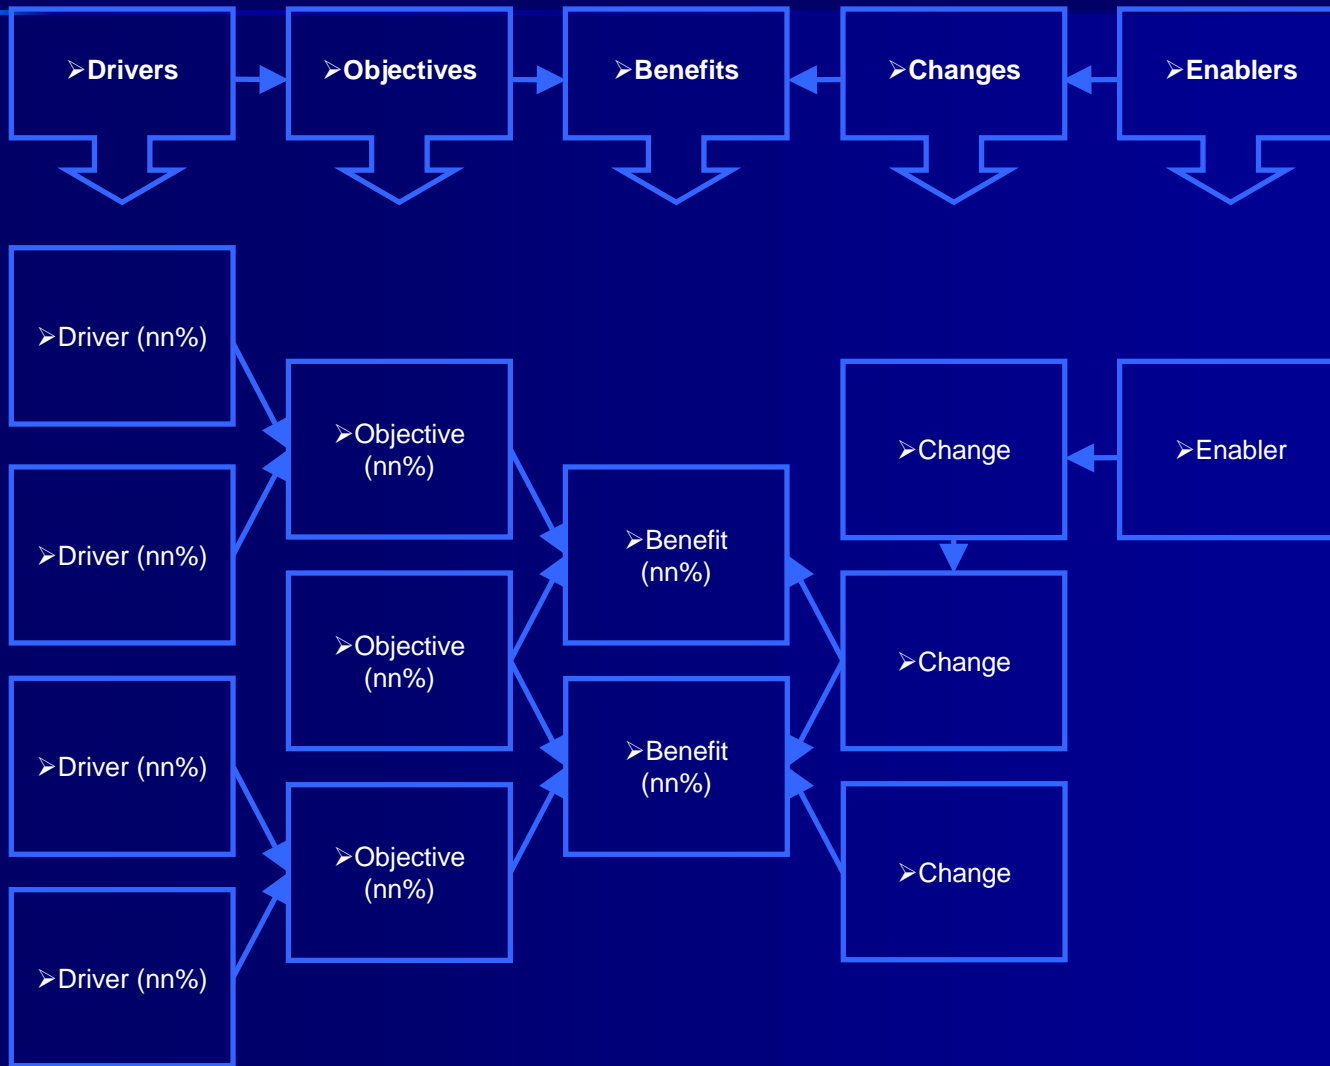 ➢Drivers
➢Objectives
➢Benefits
➢Changes
➢Enablers
➢Driver (nn%)
➢Driver (nn%)
➢Driver (nn%)
➢Driver (nn%)
➢Objective
(nn%)
➢Objective
(nn%)
➢Objective
(nn%)
➢Benefit
(nn%)
➢Benefit
(nn%)
➢Change
➢Change
➢Change
➢Enabler